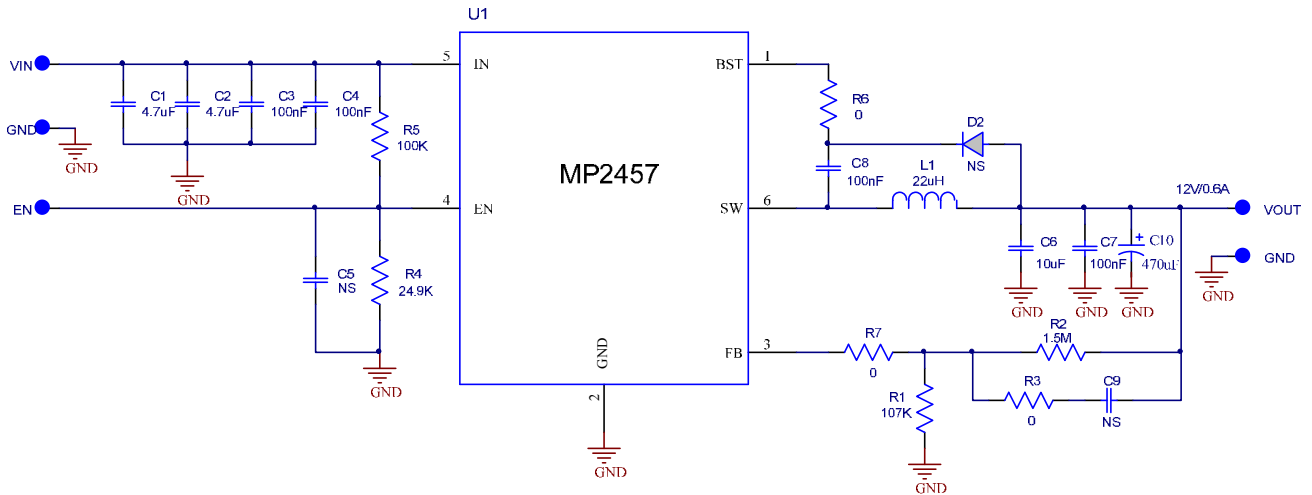 U1
VIN
5
IN
BST
1
C1
4.7uF
C2
4.7uF
C3
100nF
C4
100nF
R6
0
GND
GND
R5
100K
D2
NS
GND
MP2457
C8
100nF
L1
22uH
12V/0.6A
EN
4
EN
SW
6
VOUT
C6
10uF
C7
100nF
C10
+
470uF
GND
GND
C5
NS
R4
24.9K
GND
GND
GND
R7
0
R2
1.5M
GND
FB
3
GND
2
R1
107K
R3
0
C9
NS
GND
GND